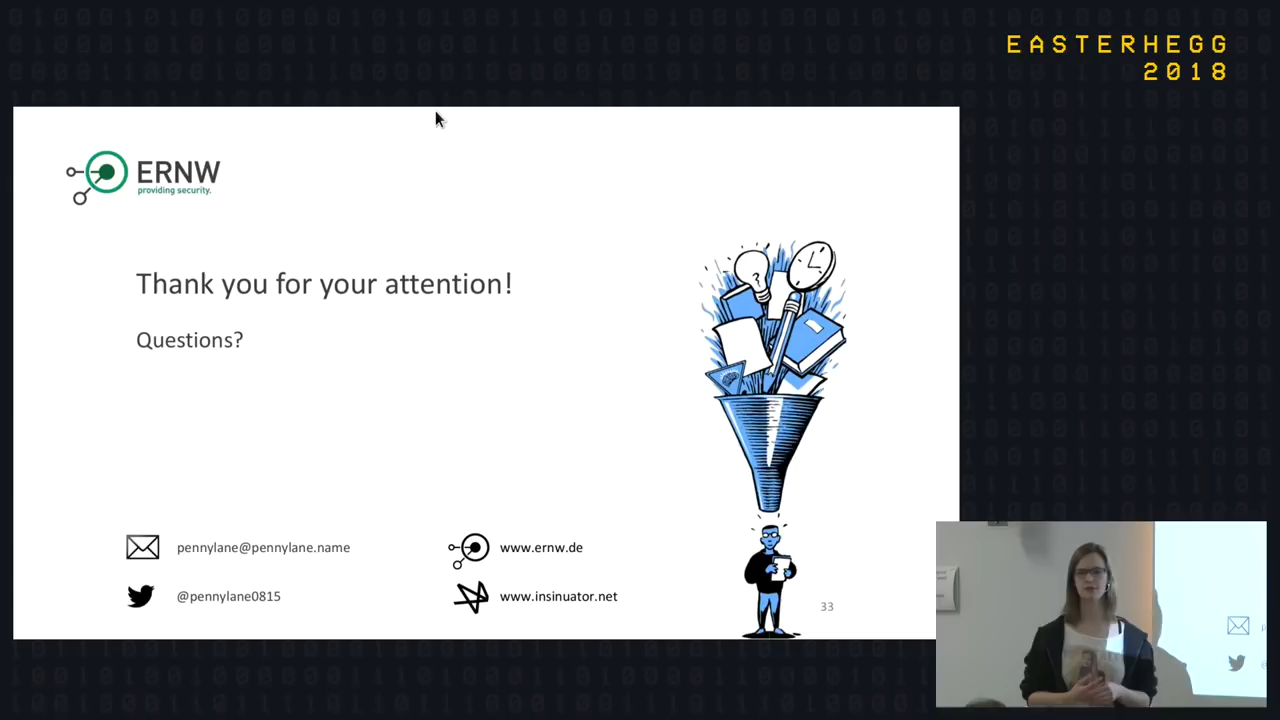 EASTERHEGG
2018
ERNW
providing security.
Thank you for your attention!
Questions?
pennylane@pennylane.name
www.ernw.de
@pennylane0815
www.insinuator.net
33